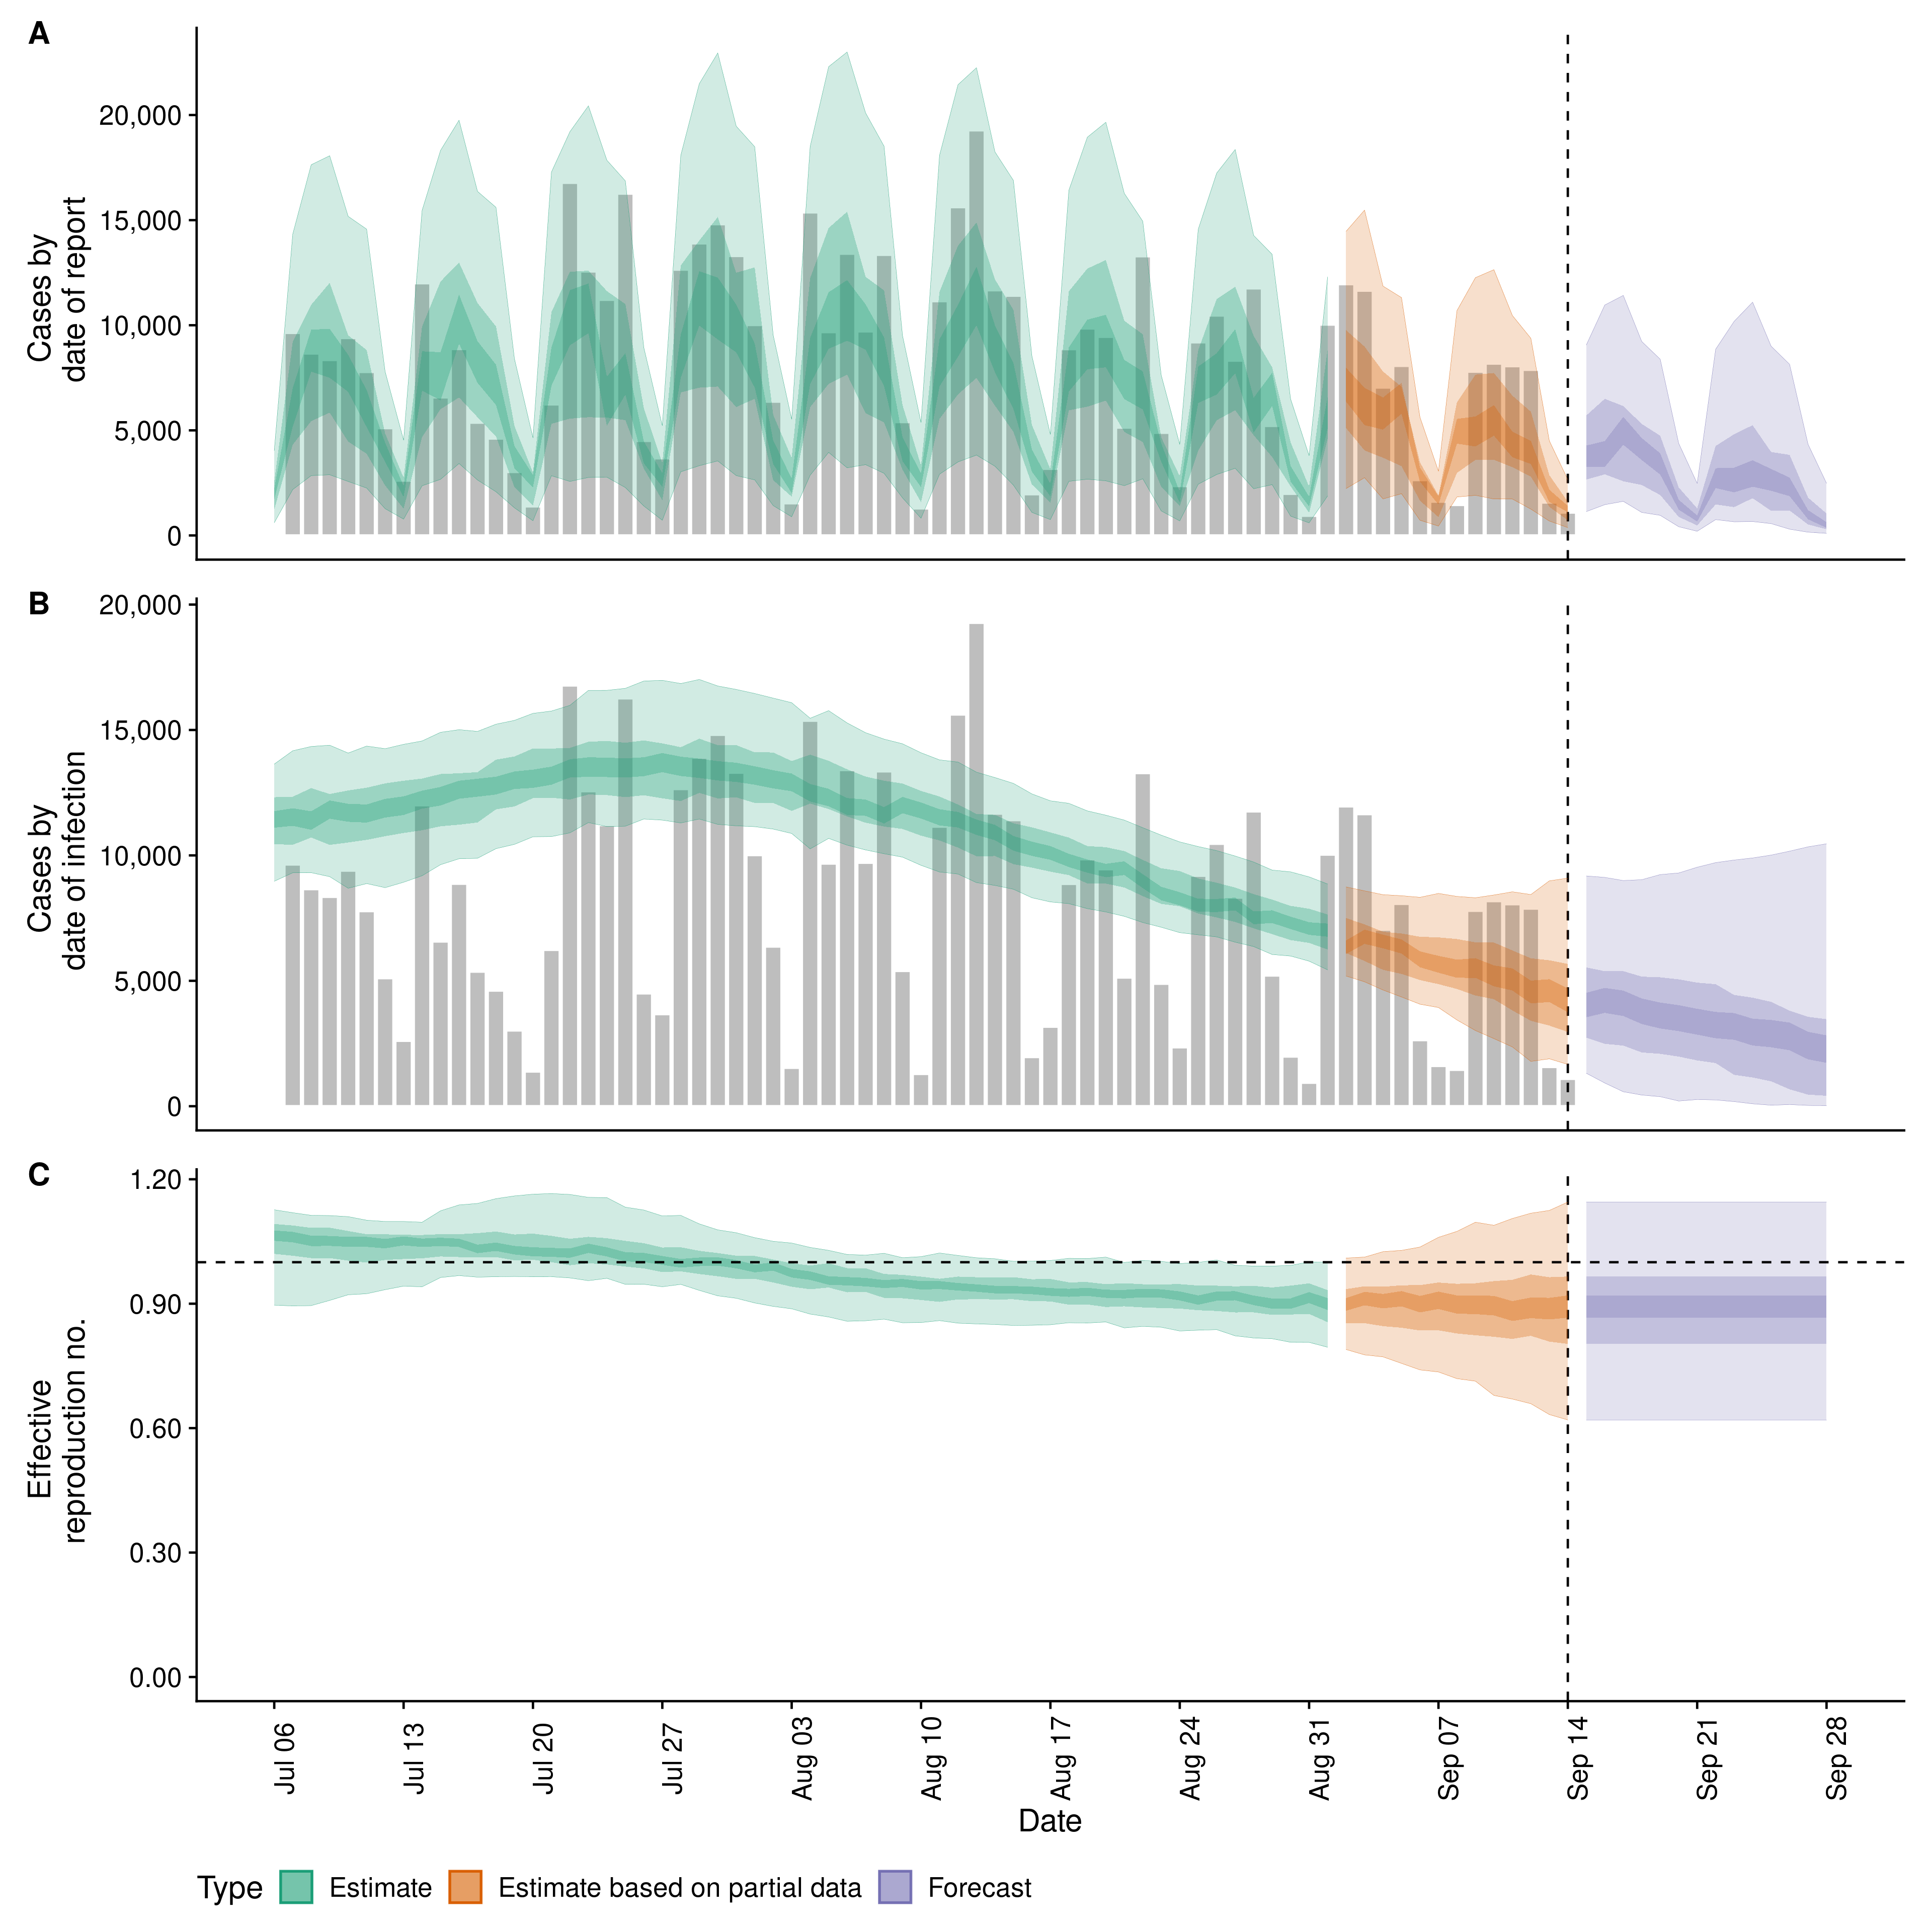 A
Cases by
date of report
20,000
15,000
10,000
5,000
0
B
Cases by
date of infection
20,000
15,000
10,000
5,000
0
C
Effective
reproduction no.
1.20
0.90
0.60
0.30
0.00
Jul 06
Jul 13
Jul 20
Jul 27
Aug 03
Aug 10
Aug 17
Aug 24
Aug 31
Sep 07
Sep 14
Sep 21
Sep 28
Date
Type Estimate Estimate based on partial data Forecast